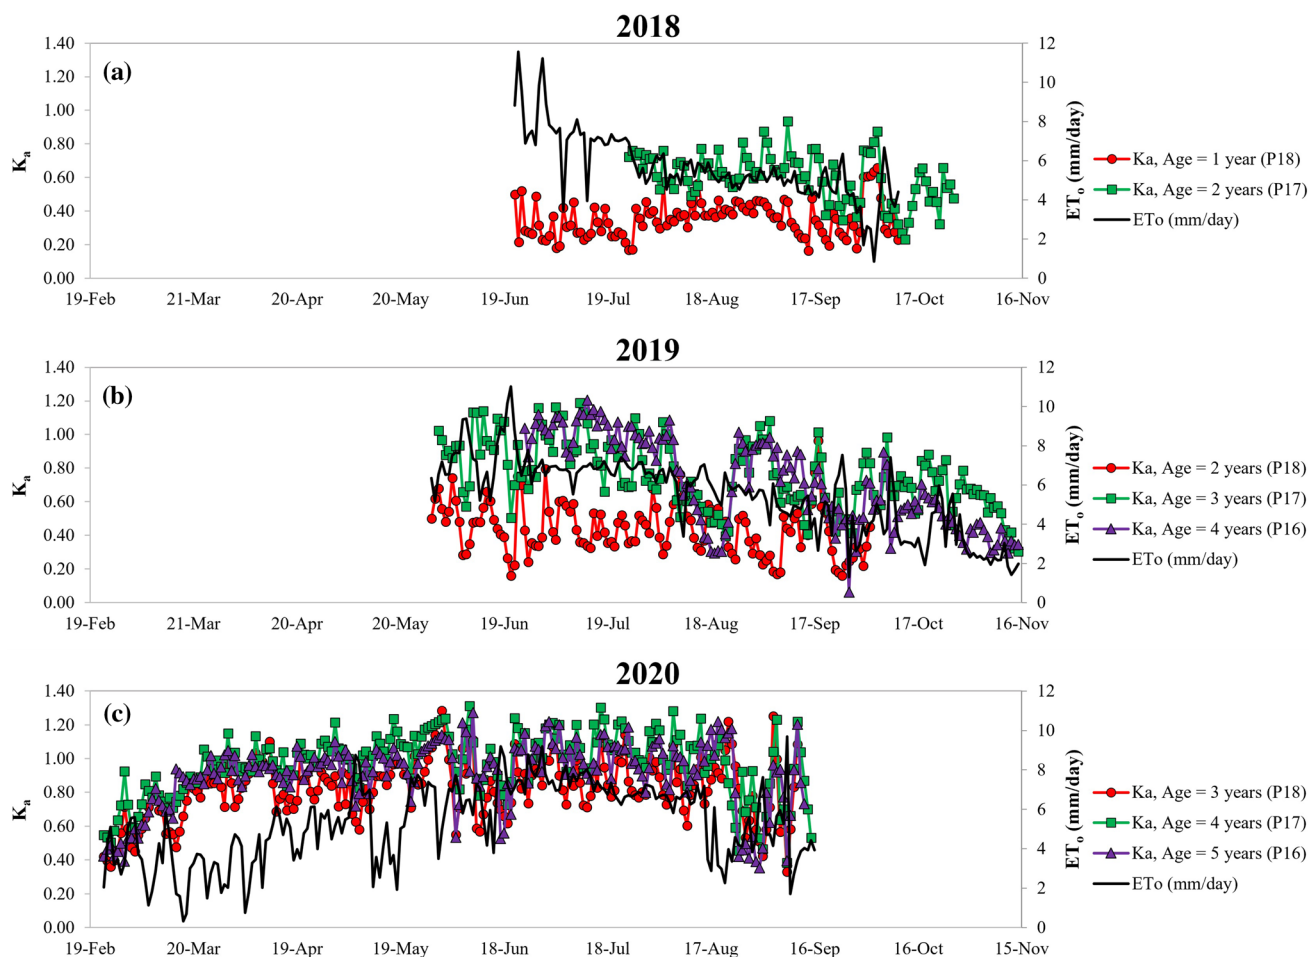 2018
(a)
1.40
1.20
1.00
0.80
0.60
0.40
0.20
0.00
Ka
12
10
8
6
4
2
0
ETo (mm/day)
19-Feb 21-Mar 20-Apr 20-May 19-Jun 19-Jul 18-Aug 17-Sep 17-Oct 16-Nov
Ka, Age = 1 year (P18)
Ka, Age = 2 years (P17)
ETo (mm/day)
2019
(b)
1.40
1.20
1.00
0.80
0.60
0.40
0.20
0.00
Ka
12
10
8
6
4
2
0
ETo (mm/day)
19-Feb 21-Mar 20-Apr 20-May 19-Jun 19-Jul 18-Aug 17-Sep 17-Oct 16-Nov
Ka, Age = 2 years (P18)
Ka, Age = 3 years (P17)
Ka, Age = 4 years (P16)
ETo (mm/day)
2020
(c)
1.40
1.20
1.00
0.80
0.60
0.40
0.20
0.00
Ka
12
10
8
6
4
2
0
ETo (mm/day)
19-Feb 20-Mar 19-Apr 19-May 18-Jun 18-Jul 17-Aug 16-Sep 16-Oct 15-Nov
Ka, Age = 3 years (P18)
Ka, Age = 4 years (P17)
Ka, Age = 5 years (P16)
ETo (mm/day)